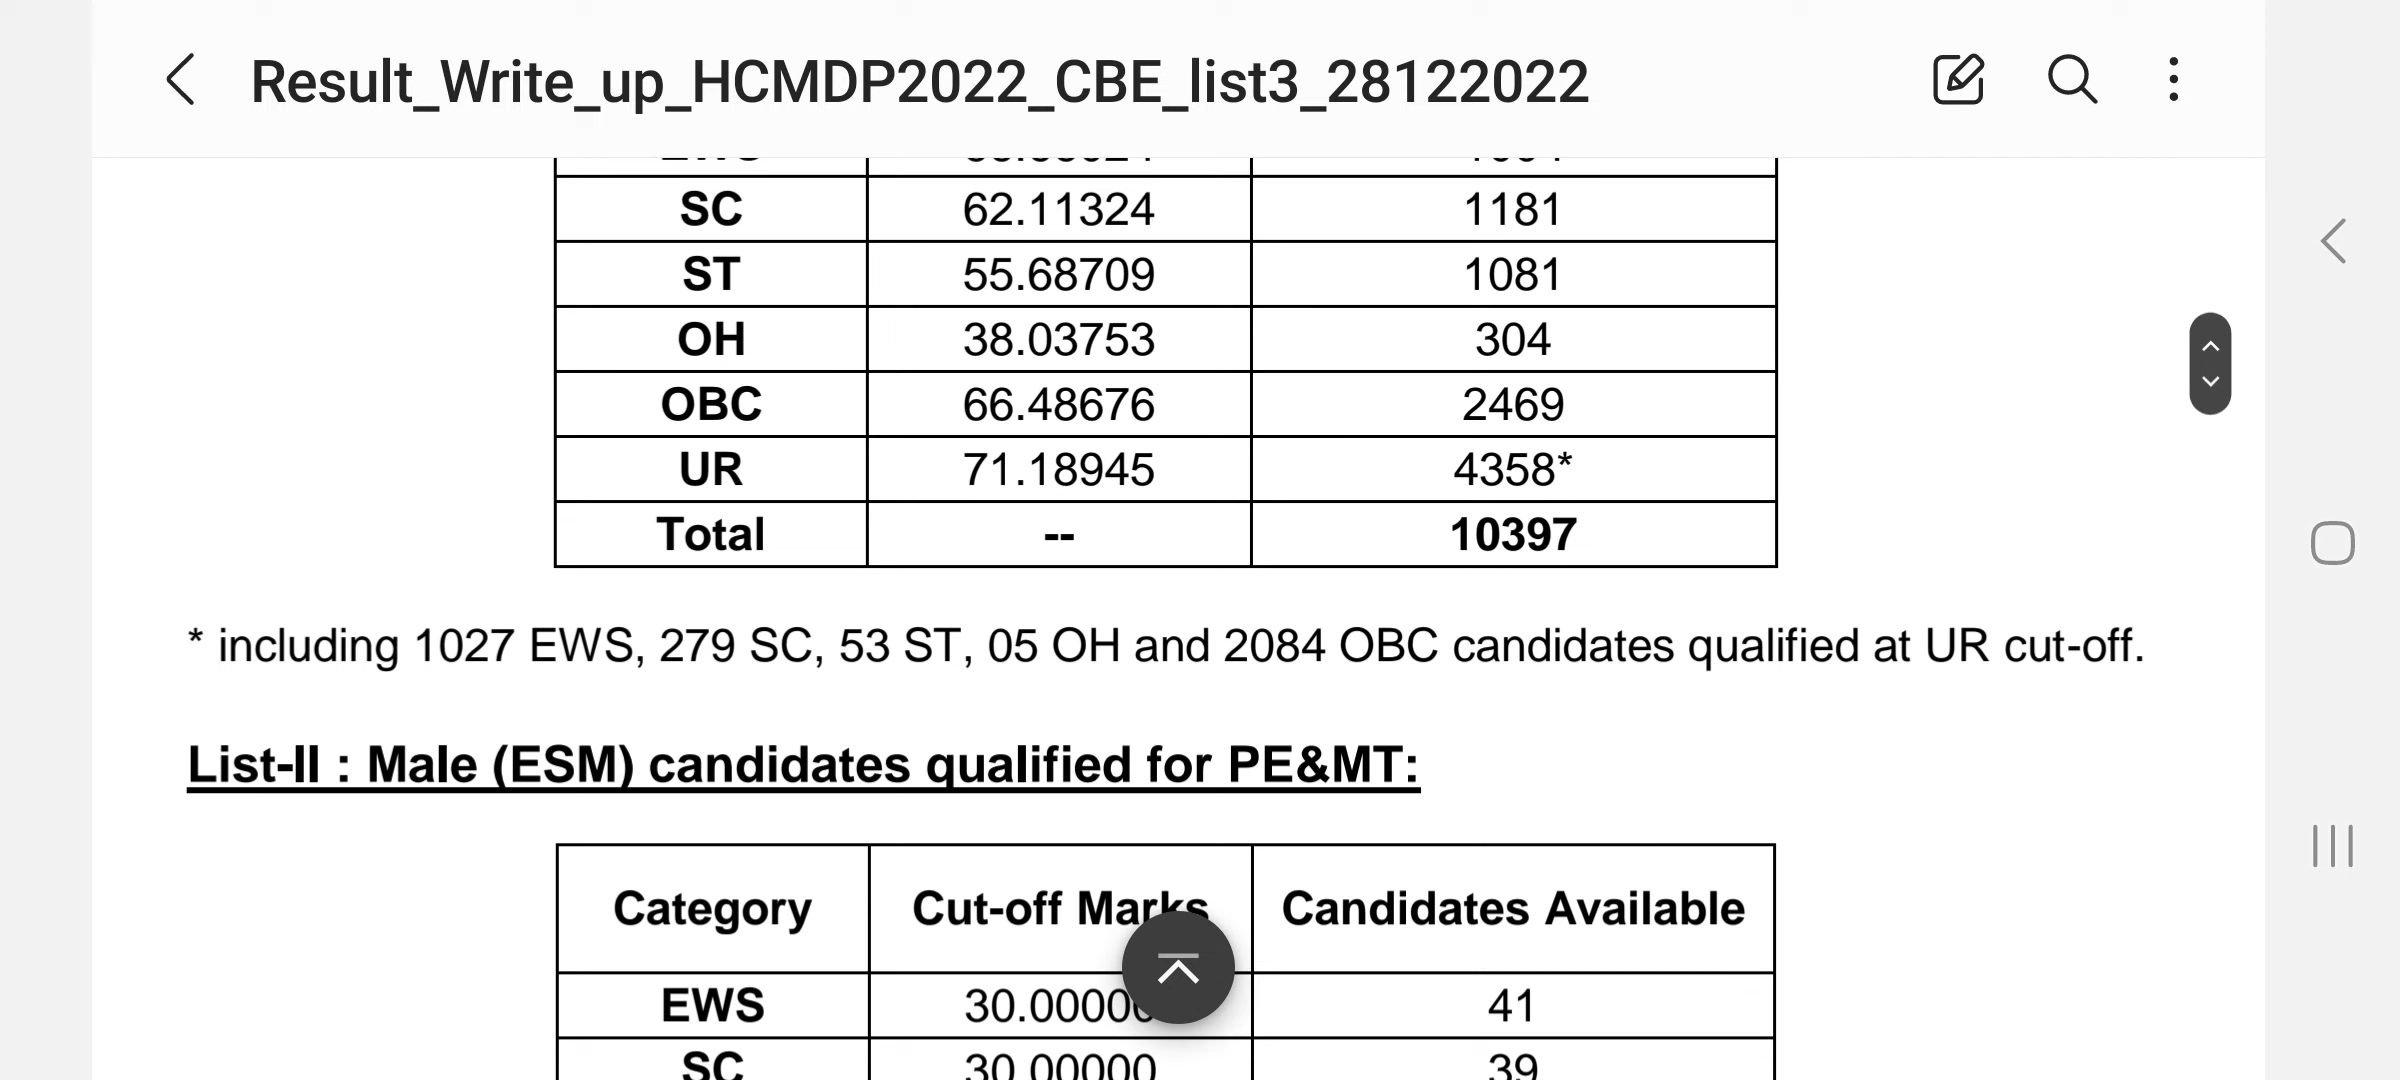 Result_Write_up_HCMDP2022_CBE_list3_28122022
SC 62.11324 1181
ST 55.68709 1081
OH 38.03753 304
OBC 66.48676 2469
UR 71.18945 4358*
Total -- 10397
* including 1027 EWS, 279 SC, 53 ST, 05 OH and 2084 OBC candidates qualified at UR cut-off.
List-II : Male (ESM) candidates qualified for PE&MT:
Category Cut-off Marks Candidates Available
EWS 30.00000 41
SC 30.00000 39